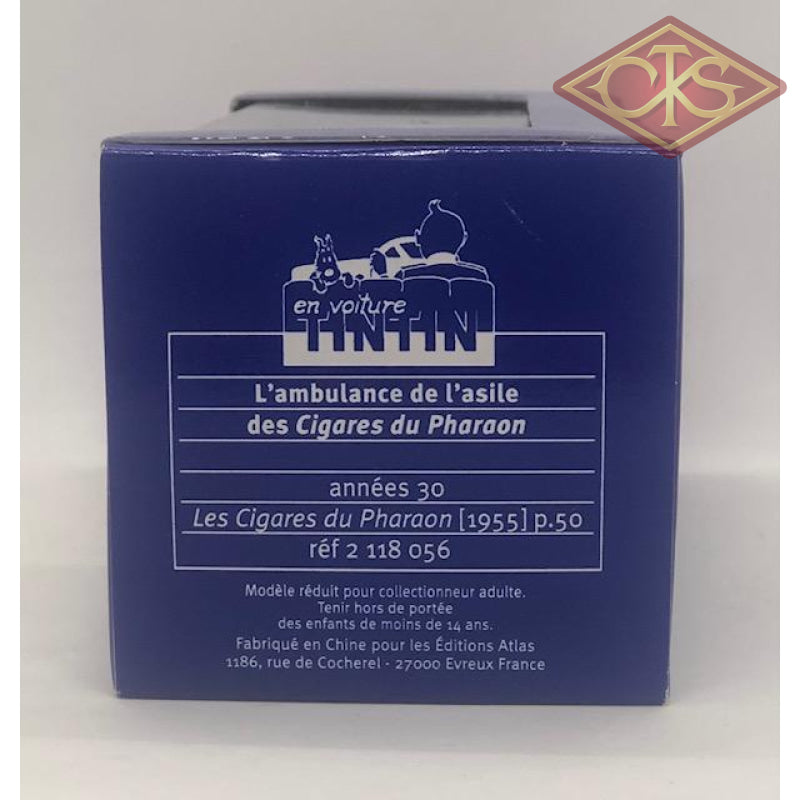 CTS
en voiture
TINTIN
L'ambulance de l'asile
des Cigares du Pharaon
années 30
Les Cigares du Pharaon [1955] p.50
réf 2 118 056
Modèle réduit pour collectionneur adulte.
Tenir hors de portée
des enfants de moins de 14 ans.
Fabriqué en Chine pour les Éditions Atlas
1186, rue de Cocherel - 27000 Evreux France